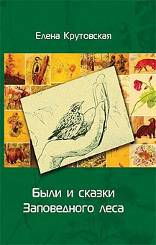 Елена Крутовская
Были и сказки
Заповедного леса